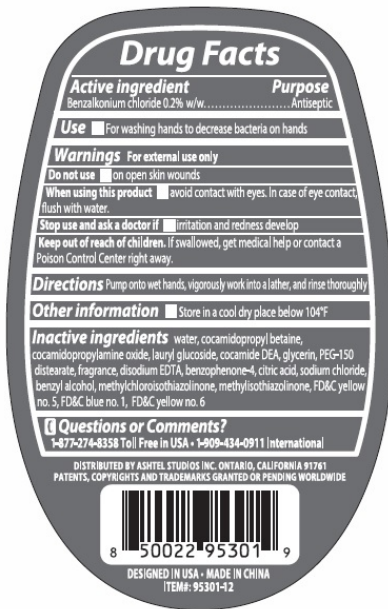 Drug Facts
Active ingredient Purpose
Benzalkonium chloride 0.2% w/w......................Antiseptic
Use For washing hands to decrease bacteria on hands
Warnings For external use only
Do not use on open skin wounds
When using this product avoid contact with eyes. In case of eye contact,
flush with water.
Stop use and ask a doctor if irritation and redness develop
Keep out of reach of children. If swallowed, get medical help or contact a
Poison Control Center right away.
Directions Pump onto wet hands, vigorously work into a lather, and rinse thoroughly
Other information Store in a cool dry place below 104°F
Inactive ingredients water, cocamidopropyl betaine,
cocamidopropylamine oxide, lauryl glucoside, cocamide DEA, glycerin, PEG-150
distearate, fragrance, disodium EDTA, benzophenone-4, citric acid, sodium chloride,
benzyl alcohol, methylchloroisothiazolinone, methylisothiazolinone, FD&C yellow
no. 5, FD&C blue no. 1, FD&C yellow no. 6
Questions or Comments?
1-877-274-8358 Toll Free in USA • 1-909-434-0911 International
DISTRIBUTED BY ASHTEL STUDIOS INC. ONTARIO, CALIFORNIA 91761
PATENTS, COPYRIGHTS AND TRADEMARKS GRANTED OR PENDING WORLDWIDE
8 50022 95301 9
DESIGNED IN USA • MADE IN CHINA
ITEM#: 95301-12